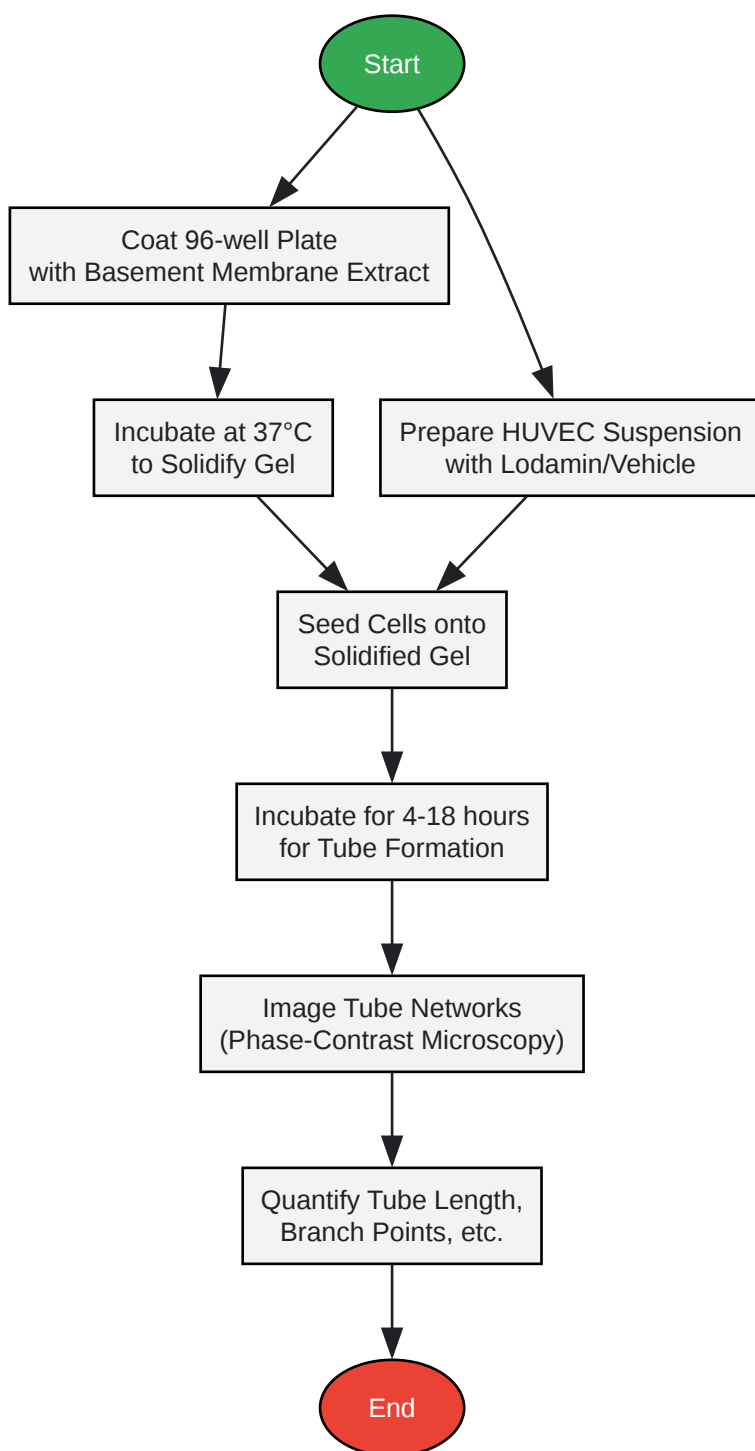 Start
Coat 96-well Plate
with Basement Membrane Extract
Incubate at 37°C
to Solidify Gel
Prepare HUVEC Suspension
with Lodamin/Vehicle
Seed Cells onto
Solidified Gel
Incubate for 4-18 hours
for Tube Formation
Image Tube Networks
(Phase-Contrast Microscopy)
Quantify Tube Length,
Branch Points, etc.
End